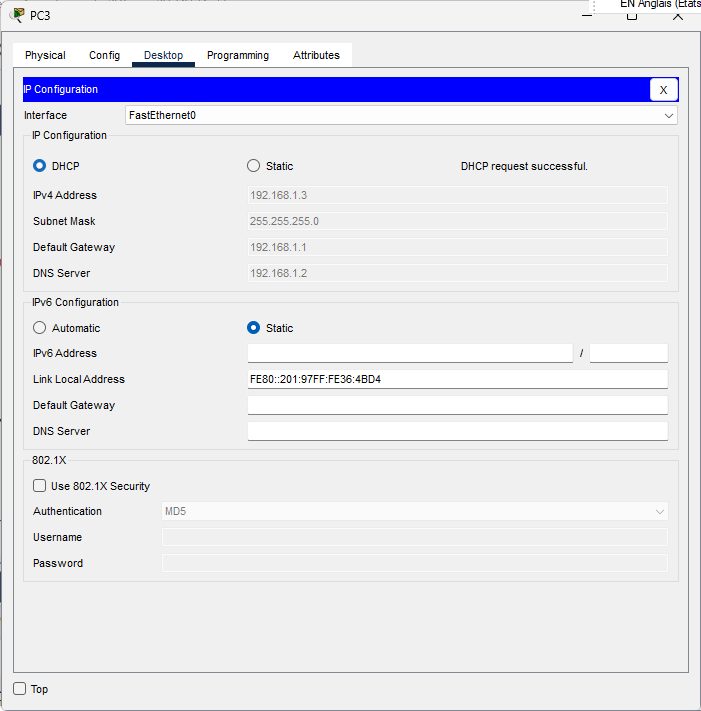 EN Anglais (États
PC3
Physical Config Desktop Programming Attributes
IP Configuration X
Interface FastEthernet0
IP Configuration
DHCP Static DHCP request successful.
IPv4 Address 192.168.1.3
Subnet Mask 255.255.255.0
Default Gateway 192.168.1.1
DNS Server 192.168.1.2
IPv6 Configuration
Automatic Static
IPv6 Address /
Link Local Address FE80::201:97FF:FE36:4BD4
Default Gateway
DNS Server
802.1X
Use 802.1X Security
Authentication MD5
Username
Password
Top